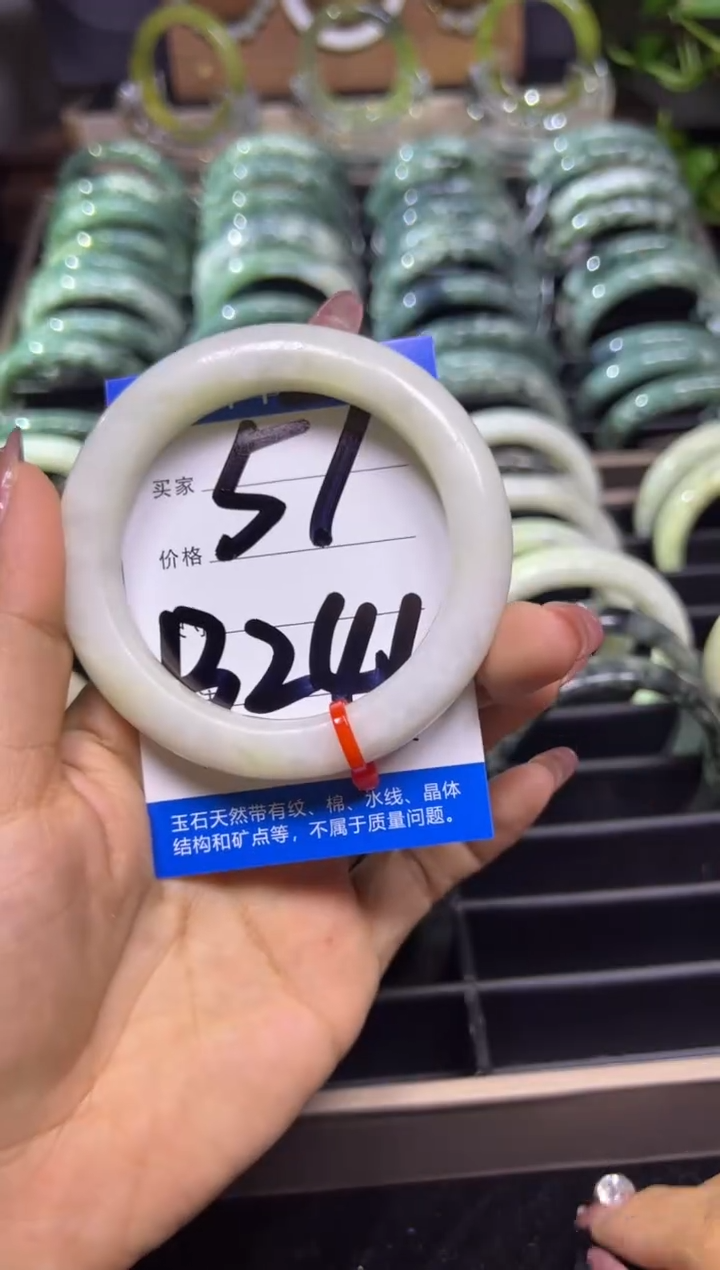 51
买家
价格
B241
玉石天然带有纹、棉、水线、晶体
结构和矿点等，不属于质量问题。